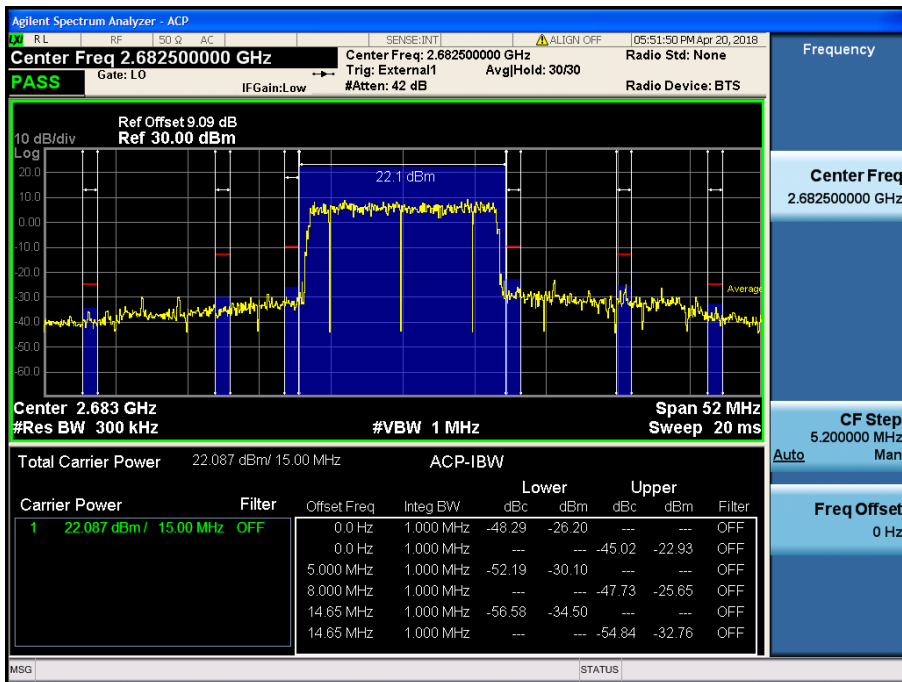 Agilent Spectrum Analyzer - ACP
LXI RL RF 50 Ω AC SENSE:INT ALIGN OFF 05:51:50 PM Apr 20, 2018
Center Freq 2.682500000 GHz
Center Freq: 2.682500000 GHz
Radio Std: None
Gate: LO
Trig: External1 Avg|Hold: 30/30
PASS
IFGain:Low
#Atten: 42 dB
Radio Device: BTS
Ref Offset 9.09 dB
10 dB/div Ref 30.00 dBm
Log
22.1 dBm
20.0
10.0
0.00
-10.0
-20.0
-30.0
-40.0
-50.0
-60.0
Average
Center 2.683 GHz Span 52 MHz
#Res BW 300 kHz #VBW 1 MHz Sweep 20 ms
Total Carrier Power 22.087 dBm/ 15.00 MHz ACP-IBW
Lower Upper
Carrier Power Filter
Offset Freq Integ BW dBc dBm dBc dBm Filter
1 22.087 dBm / 15.00 MHz OFF
0.0 Hz 1.000 MHz -48.29 -26.20 --- --- OFF
0.0 Hz 1.000 MHz --- --- -45.02 -22.93 OFF
5.000 MHz 1.000 MHz -52.19 -30.10 --- --- OFF
8.000 MHz 1.000 MHz --- --- -47.73 -25.65 OFF
14.65 MHz 1.000 MHz -56.58 -34.50 --- --- OFF
14.65 MHz 1.000 MHz --- --- -54.84 -32.76 OFF
MSG STATUS
Frequency
Center Freq
2.682500000 GHz
CF Step
5.200000 MHz
Auto Man
Freq Offset
0 Hz